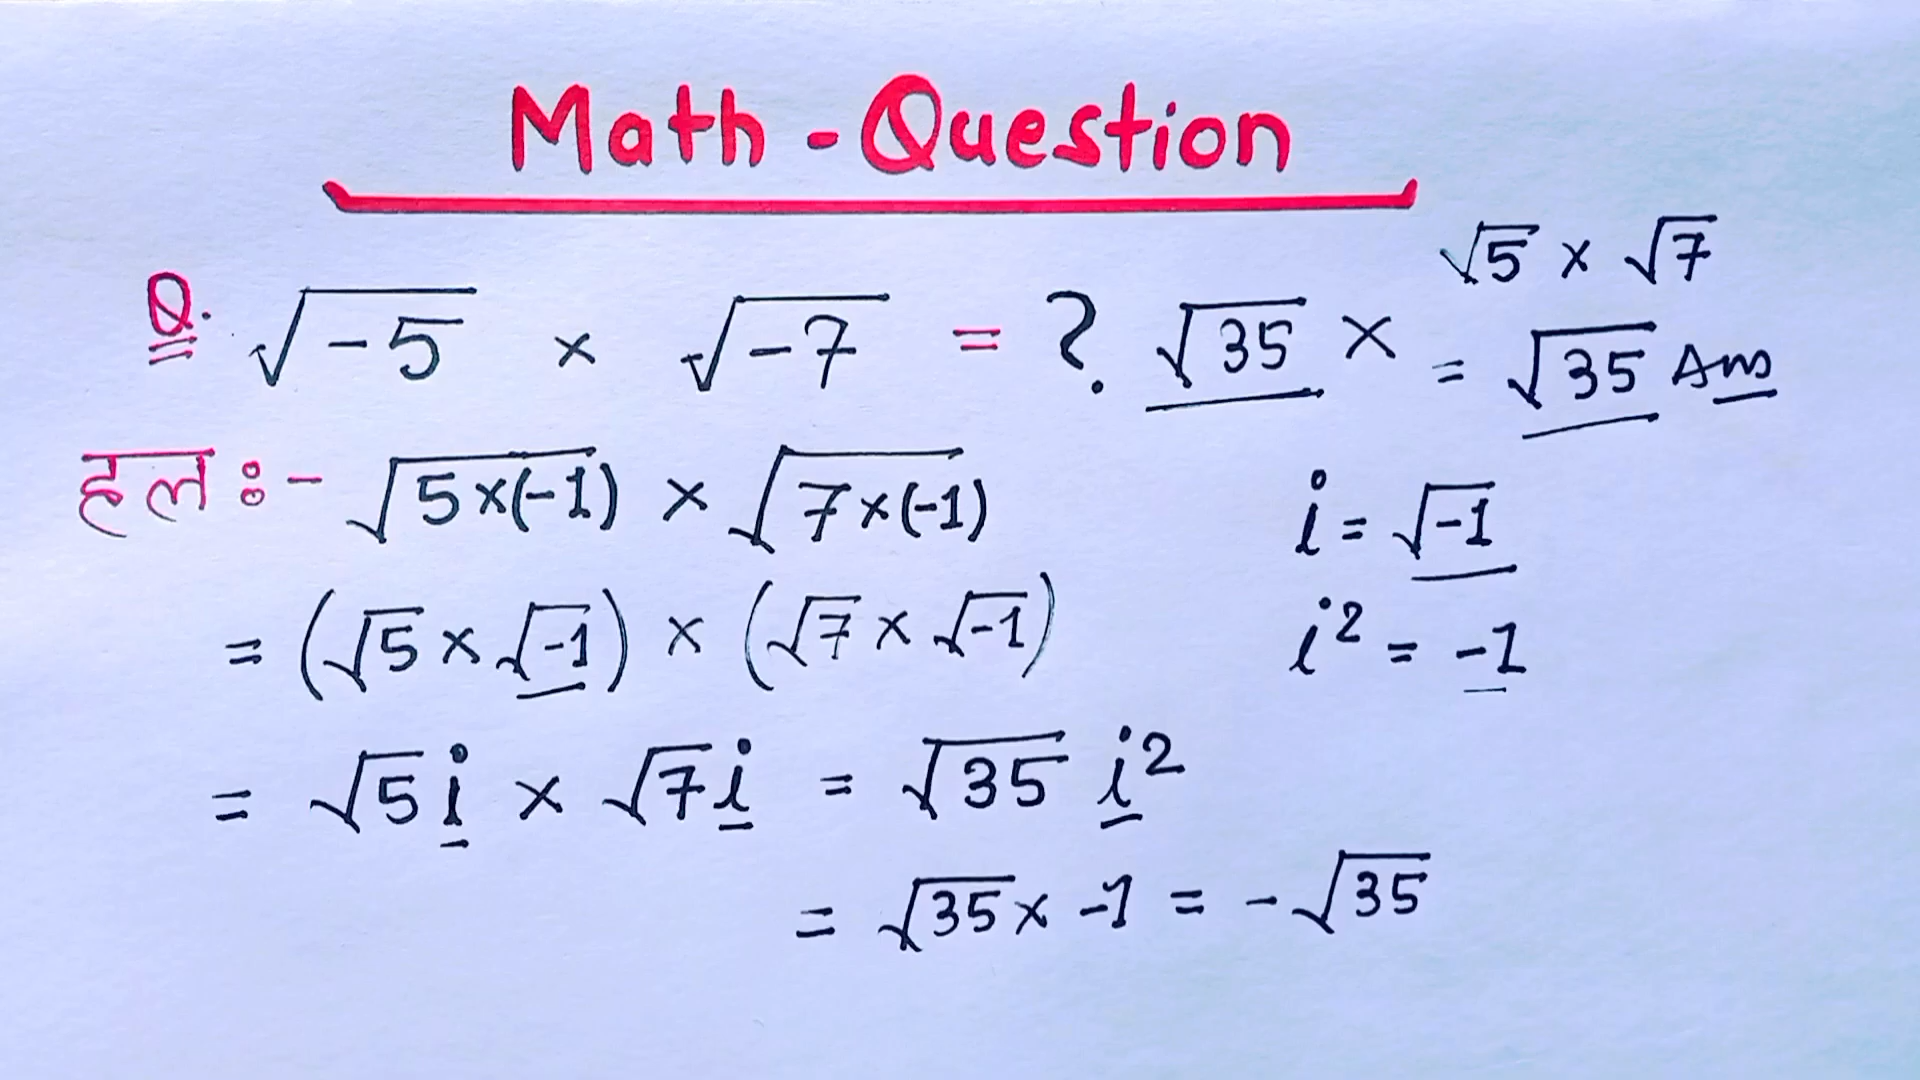 Math - Question
√5 × √7
Q. √-5 × √-7 = ? √35 ×
= √35 Ans
हल :- √5×(-1) × √7×(-1)
i = √-1
= (√5 × √-1) × (√7 × √-1)
i² = -1
= √5 i × √7 i = √35 i²
= √35 × -1 = -√35